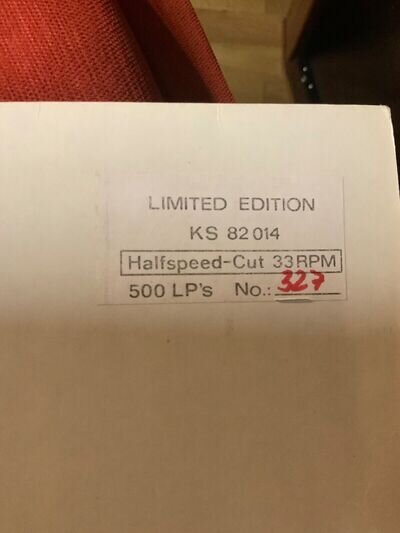 LIMITED EDITION
KS 82 014
Halfspeed-Cut 33RPM
500 LP's No.: 327